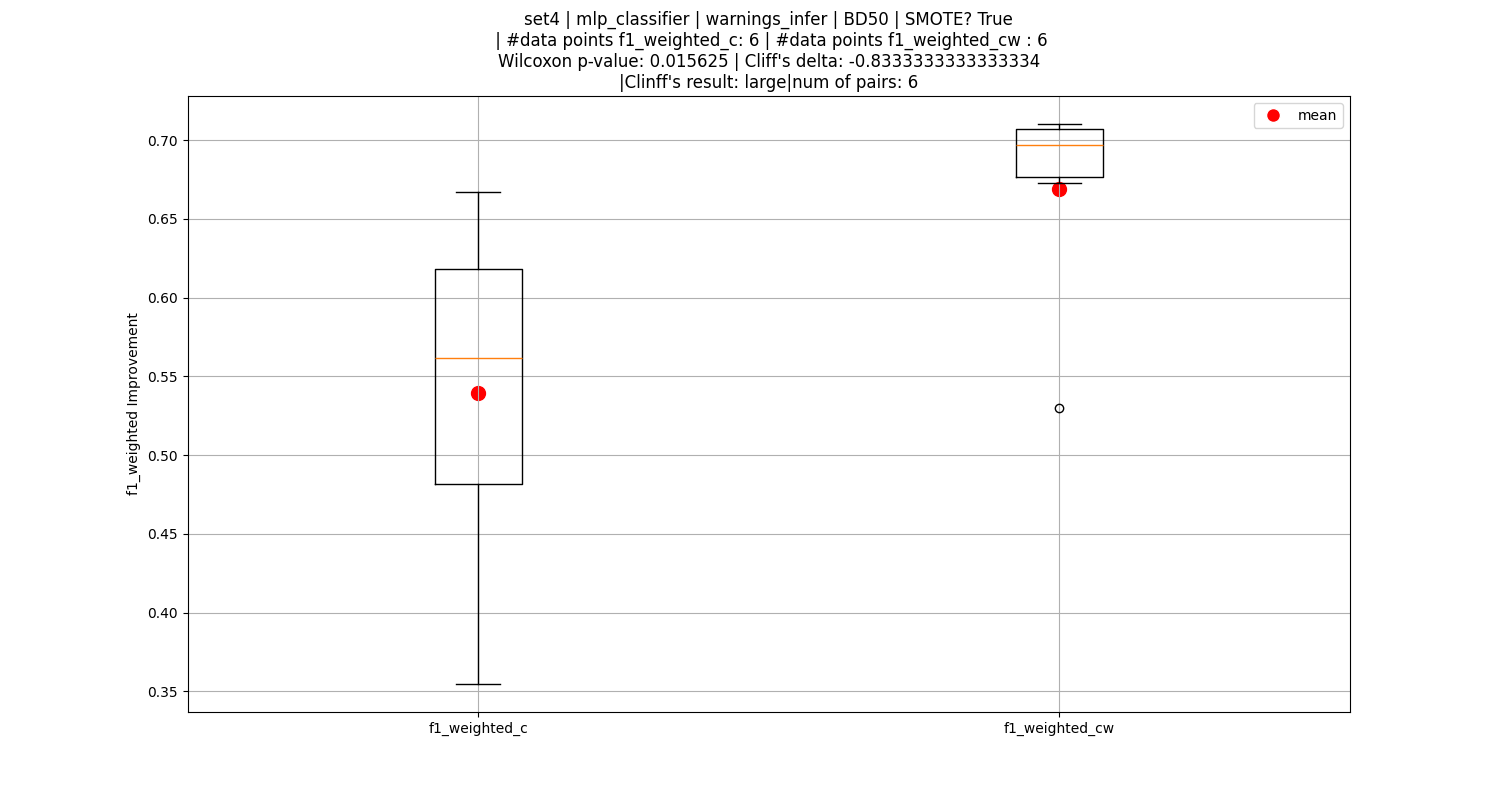 set4 | mlp_classifier | warnings_infer | BD50 | SMOTE? True
| #data points f1_weighted_c: 6 | #data points f1_weighted_cw : 6
Wilcoxon p-value: 0.015625 | Cliff's delta: -0.8333333333333334
|Clinff's result: large|num of pairs: 6
mean
f1_weighted Improvement
0.70
0.65
0.60
0.55
0.50
0.45
0.40
0.35
f1_weighted_c
f1_weighted_cw